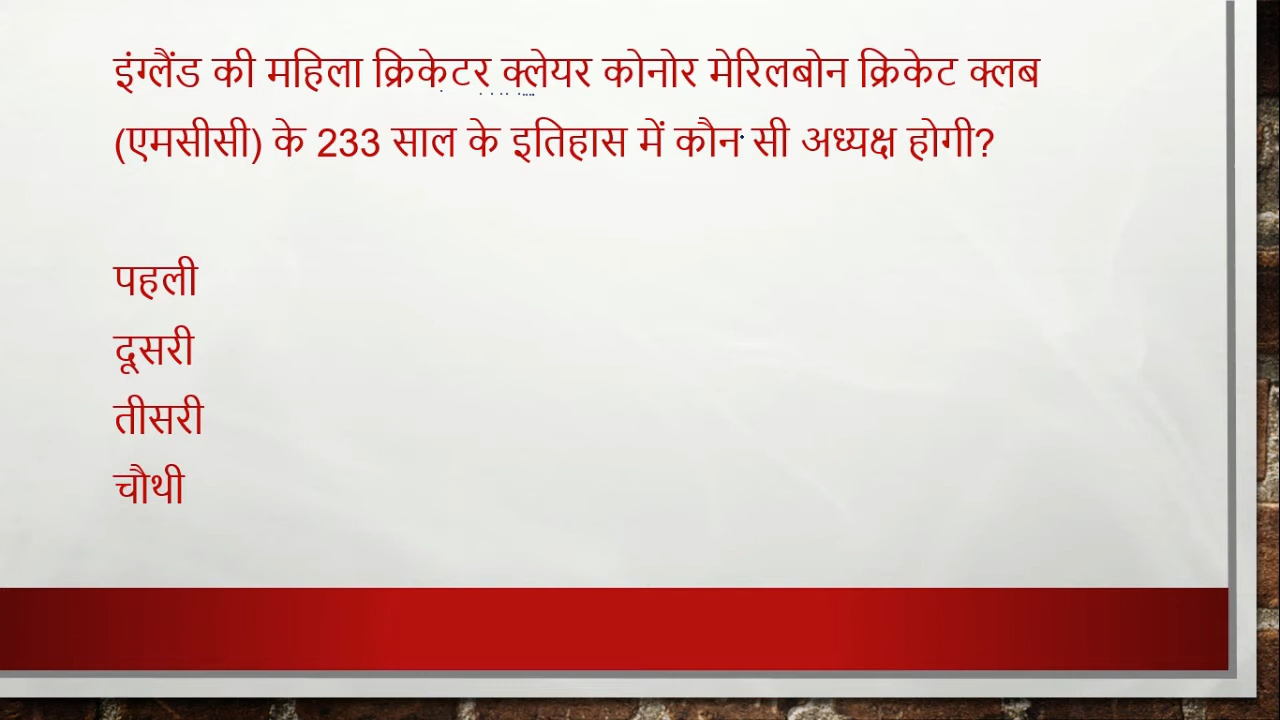 इंग्लैंड की महिला क्रिकेटर क्लेयर कोनोर मेरिलबोन क्रिकेट क्लब
(एमसीसी) के 233 साल के इतिहास में कौन सी अध्यक्ष होगी?
पहली
दूसरी
तीसरी
चौथी